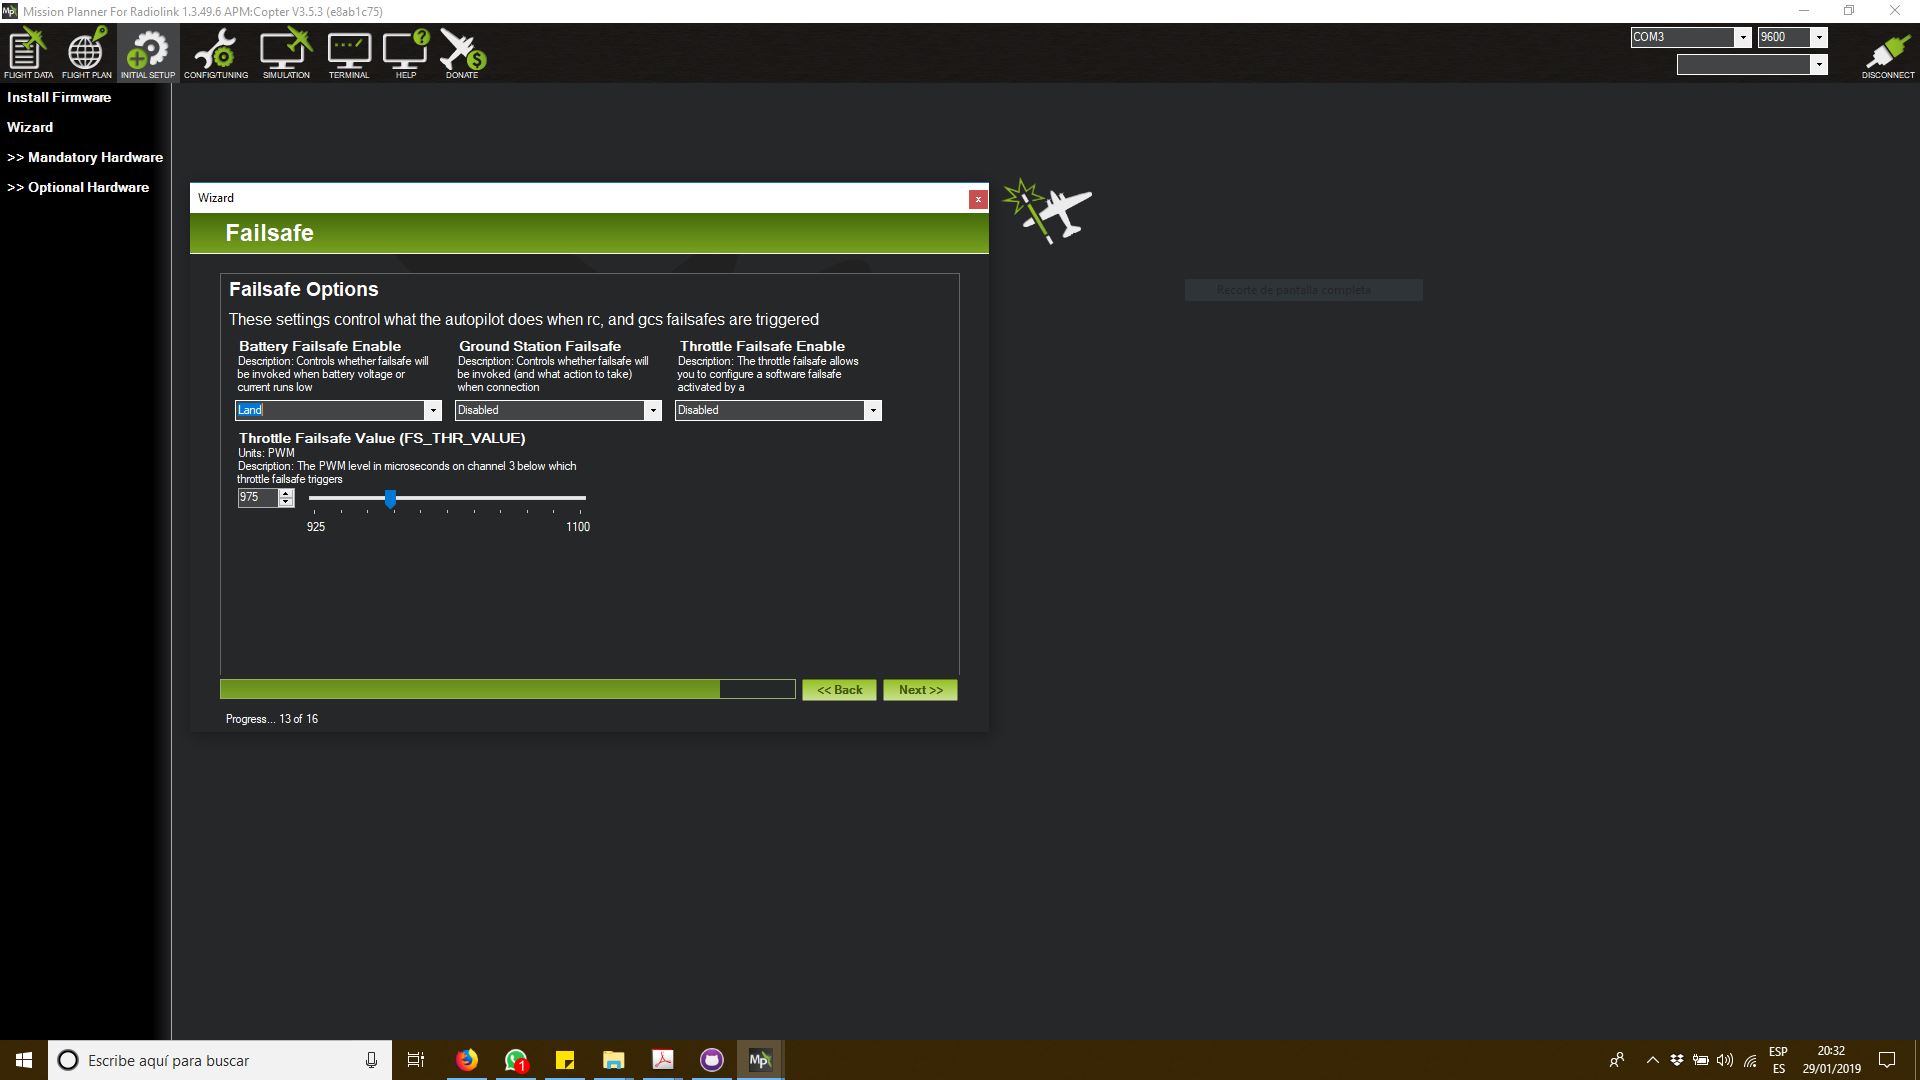 Mission Planner For Radiolink 1.3.49.6 APM:Copter V3.5.3 (e8ab1c75)
FLIGHT DATA
FLIGHT PLAN
INITIAL SETUP
CONFIG/TUNING
SIMULATION
TERMINAL
HELP
DONATE
COM3
9600
DISCONNECT
Install Firmware
Wizard
>> Mandatory Hardware
>> Optional Hardware
Wizard
x
Failsafe
Recorte de pantalla completa
Failsafe Options
These settings control what the autopilot does when rc, and gcs failsafes are triggered
Battery Failsafe Enable
Description: Controls whether failsafe will
be invoked when battery voltage or
current runs low
Land
Ground Station Failsafe
Description: Controls whether failsafe will
be invoked (and what action to take)
when connection
Disabled
Throttle Failsafe Enable
Description: The throttle failsafe allows
you to configure a software failsafe
activated by a
Disabled
Throttle Failsafe Value (FS_THR_VALUE)
Units: PWM
Description: The PWM level in microseconds on channel 3 below which
throttle failsafe triggers
975
925
1100
<< Back
Next >>
Progress... 13 of 16
Escribe aquí para buscar
1
Mp
ESP
ES
20:32
29/01/2019